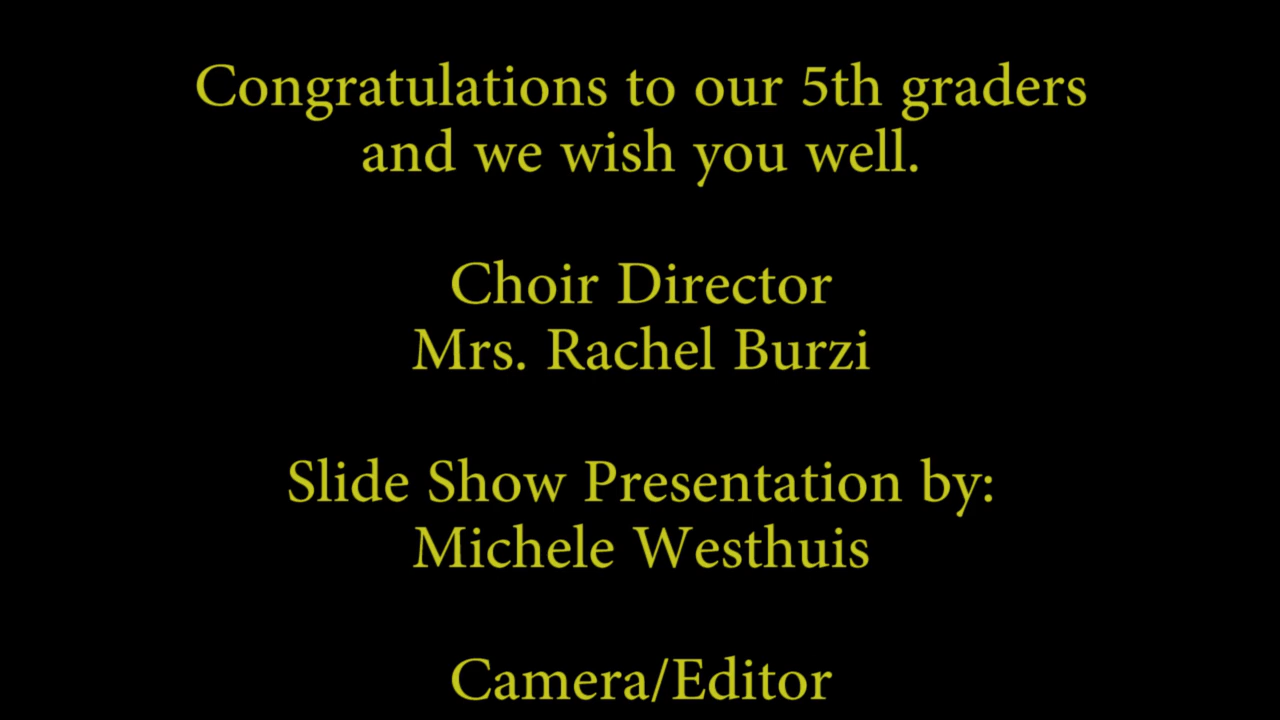 Congratulations to our 5th graders
and we wish you well.
Choir Director
Mrs. Rachel Burzi
Slide Show Presentation by:
Michele Westhuis
Camera/Editor